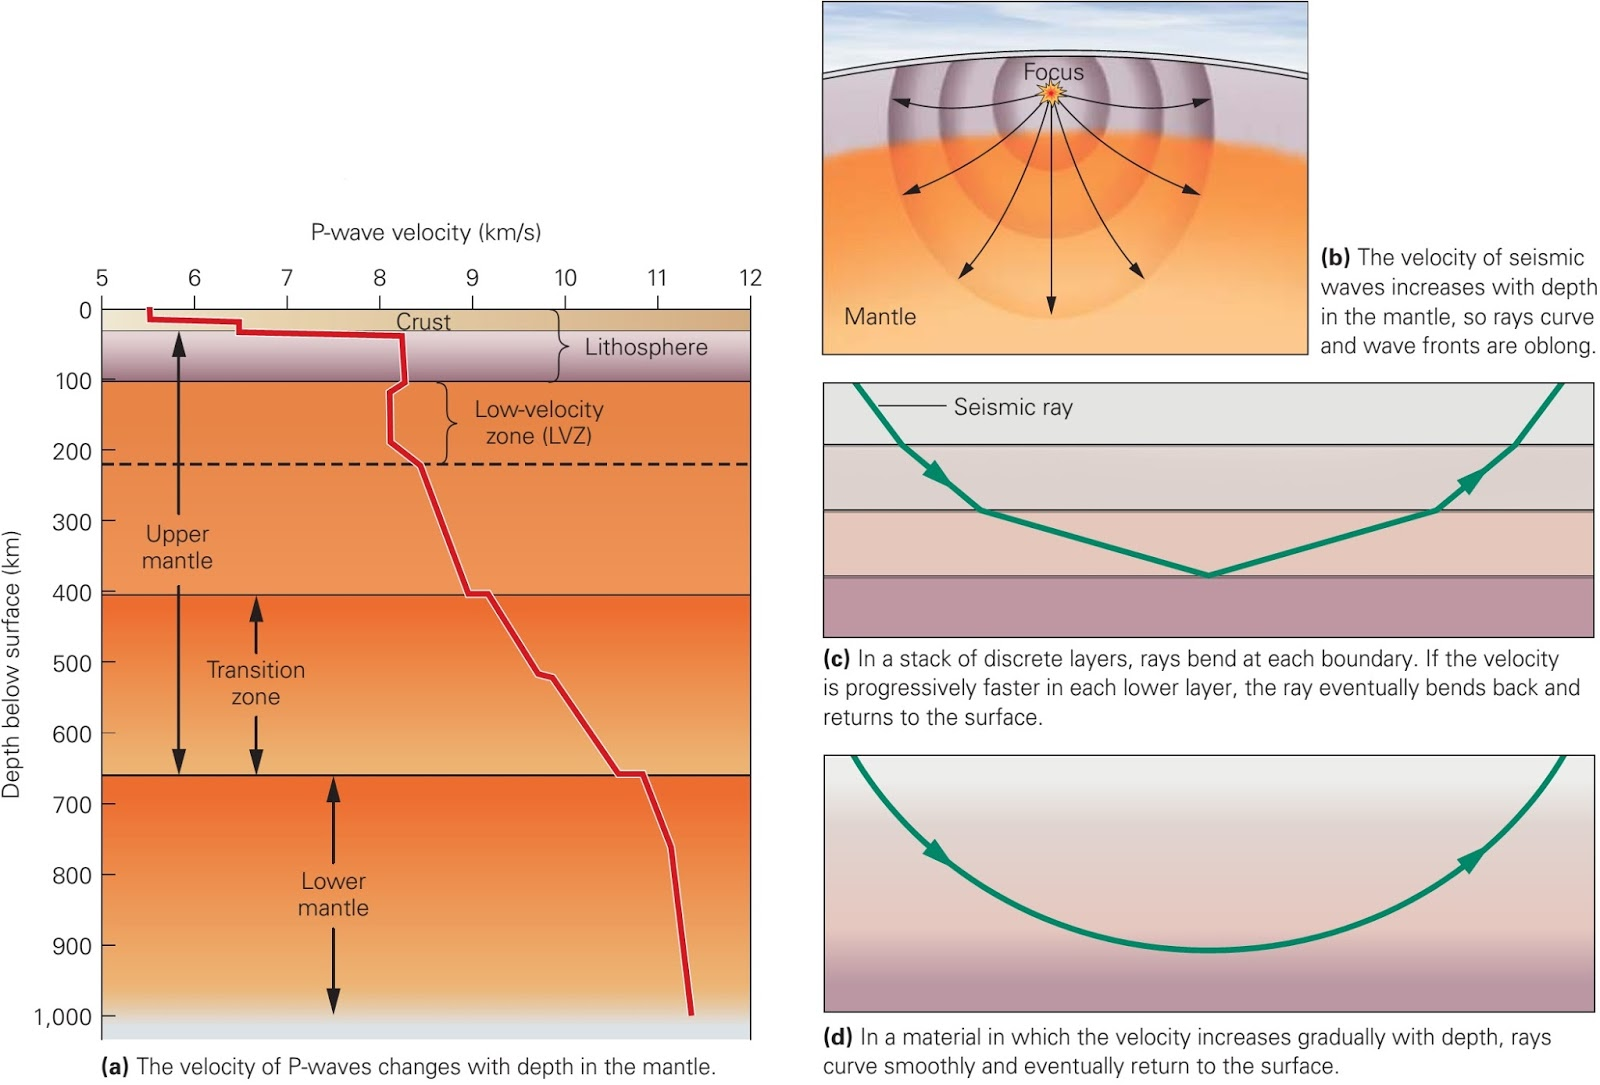 P-wave velocity (km/s)
5 6 7 8 9 10 11 12
Depth below surface (km)
0
100
200
300
400
500
600
700
800
900
1,000
Crust
Lithosphere
Low-velocity
zone (LVZ)
Upper
mantle
Transition
zone
Lower
mantle
(a) The velocity of P-waves changes with depth in the mantle.
Focus
Mantle
(b) The velocity of seismic
waves increases with depth
in the mantle, so rays curve
and wave fronts are oblong.
Seismic ray
(c) In a stack of discrete layers, rays bend at each boundary. If the velocity
is progressively faster in each lower layer, the ray eventually bends back and
returns to the surface.
(d) In a material in which the velocity increases gradually with depth, rays
curve smoothly and eventually return to the surface.